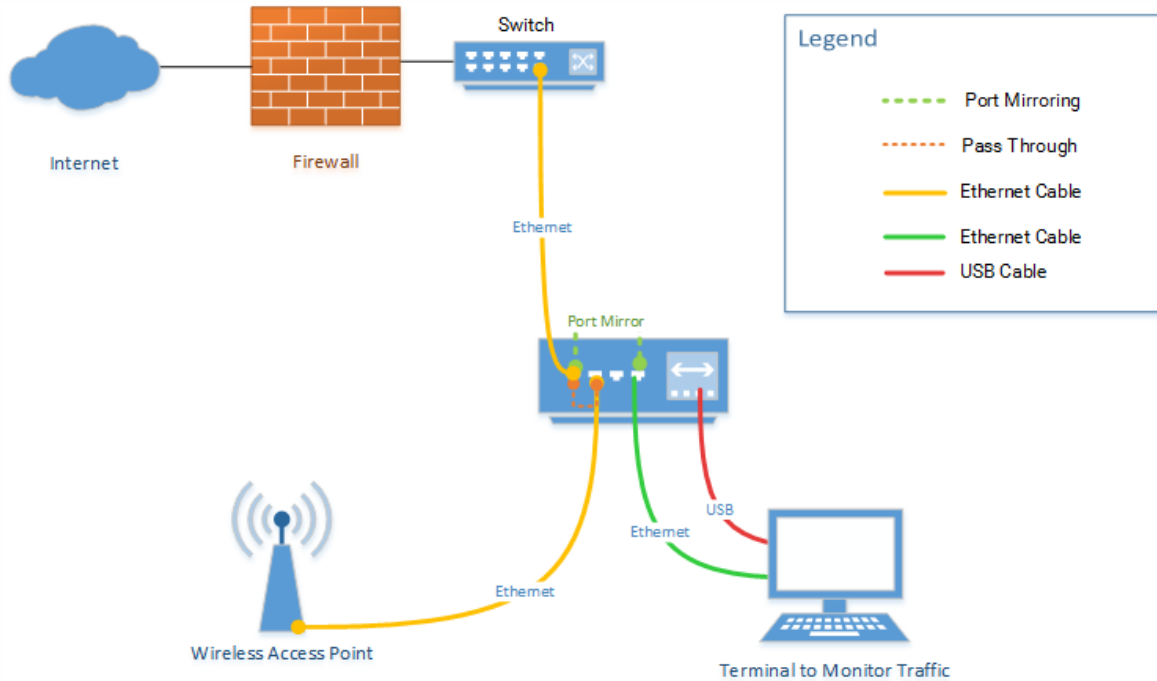 Switch
Legend
Port Mirroring
Pass Through
Internet
Firewall
Ethernet Cable
Ethernet
Ethernet Cable
USB Cable
Port Mirror
USB
Ethernet
Ethernet
Wireless Access Point
Terminal to Monitor Traffic